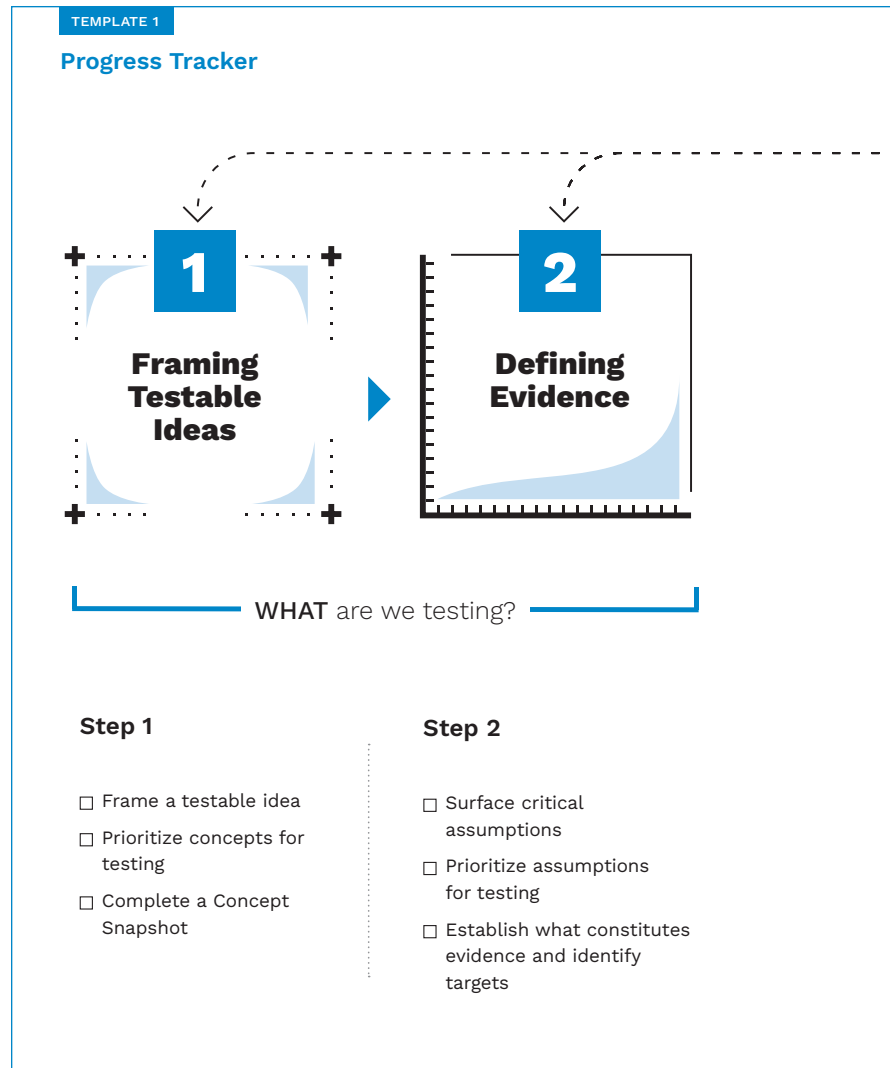 TEMPLATE 1
Progress Tracker
1
Framing
Testable
Ideas
2
Defining
Evidence
WHAT are we testing?
Step 1
Frame a testable idea
Prioritize concepts for
testing
Complete a Concept
Snapshot
Step 2
Surface critical
assumptions
Prioritize assumptions
for testing
Establish what constitutes
evidence and identify
targets